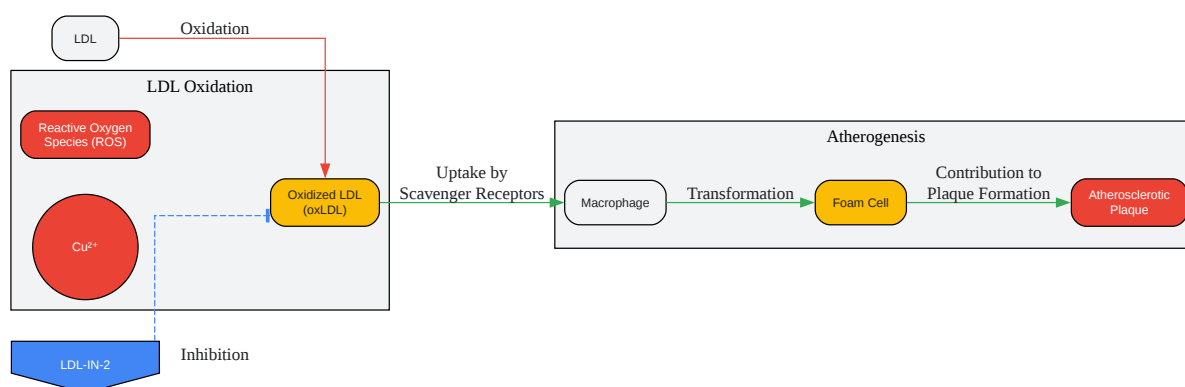 LDL
Oxidation
LDL Oxidation
Reactive Oxygen
Species (ROS)
Cu²⁺
Oxidized LDL
(oxLDL)
LDL-IN-2
Inhibition
Uptake by
Scavenger Receptors
Atherogenesis
Macrophage
Transformation
Foam Cell
Contribution to
Plaque Formation
Atherosclerotic
Plaque